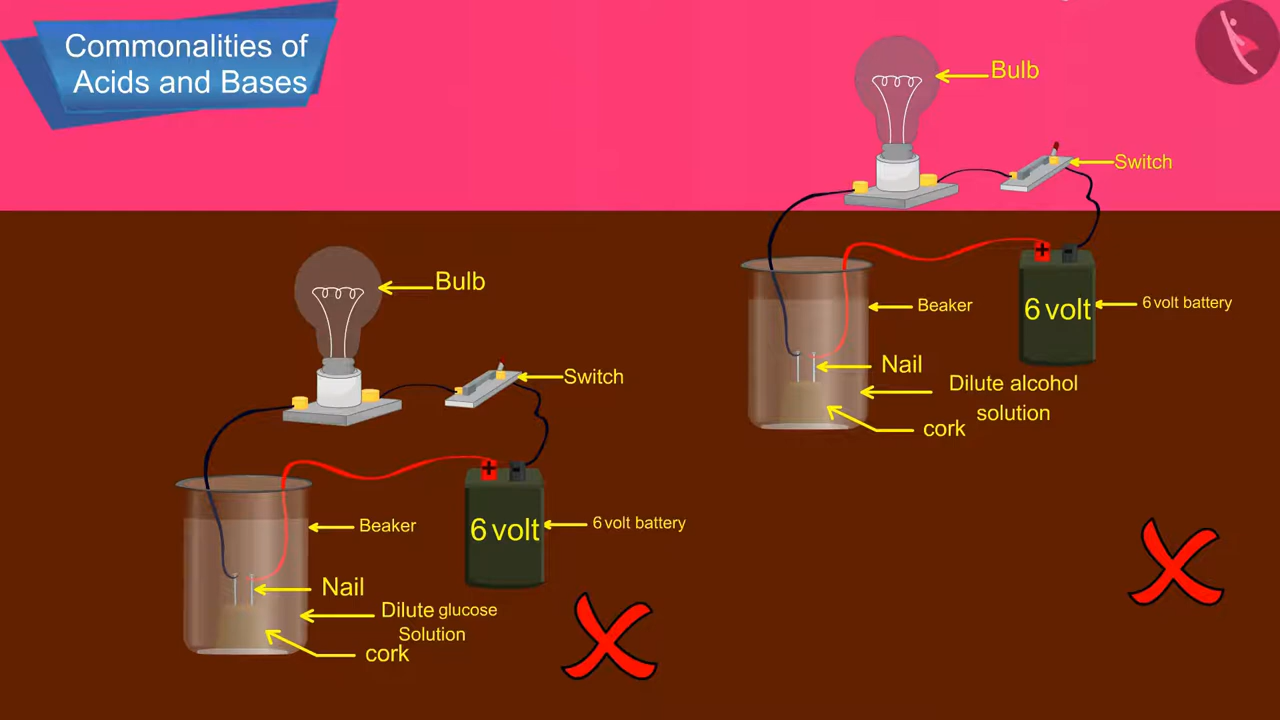 Commonalities of
Acids and Bases
Bulb
Switch
Beaker
6 volt
6 volt battery
Nail
Dilute alcohol
solution
cork
Bulb
Switch
Beaker
6 volt
6 volt battery
Nail
Dilute glucose
Solution
cork